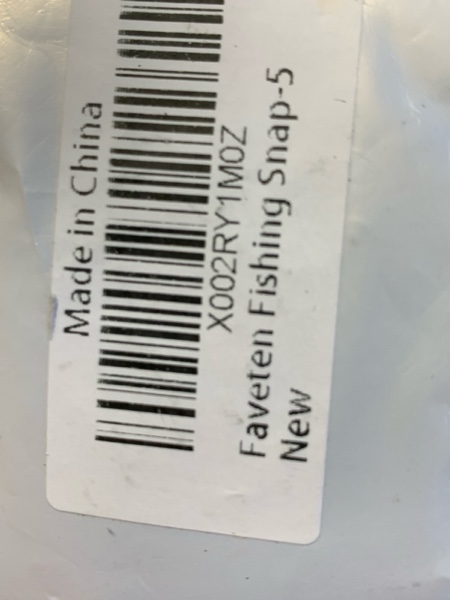 Made in China
X002RY1M0Z
Faveten Fishing Snap-5
New